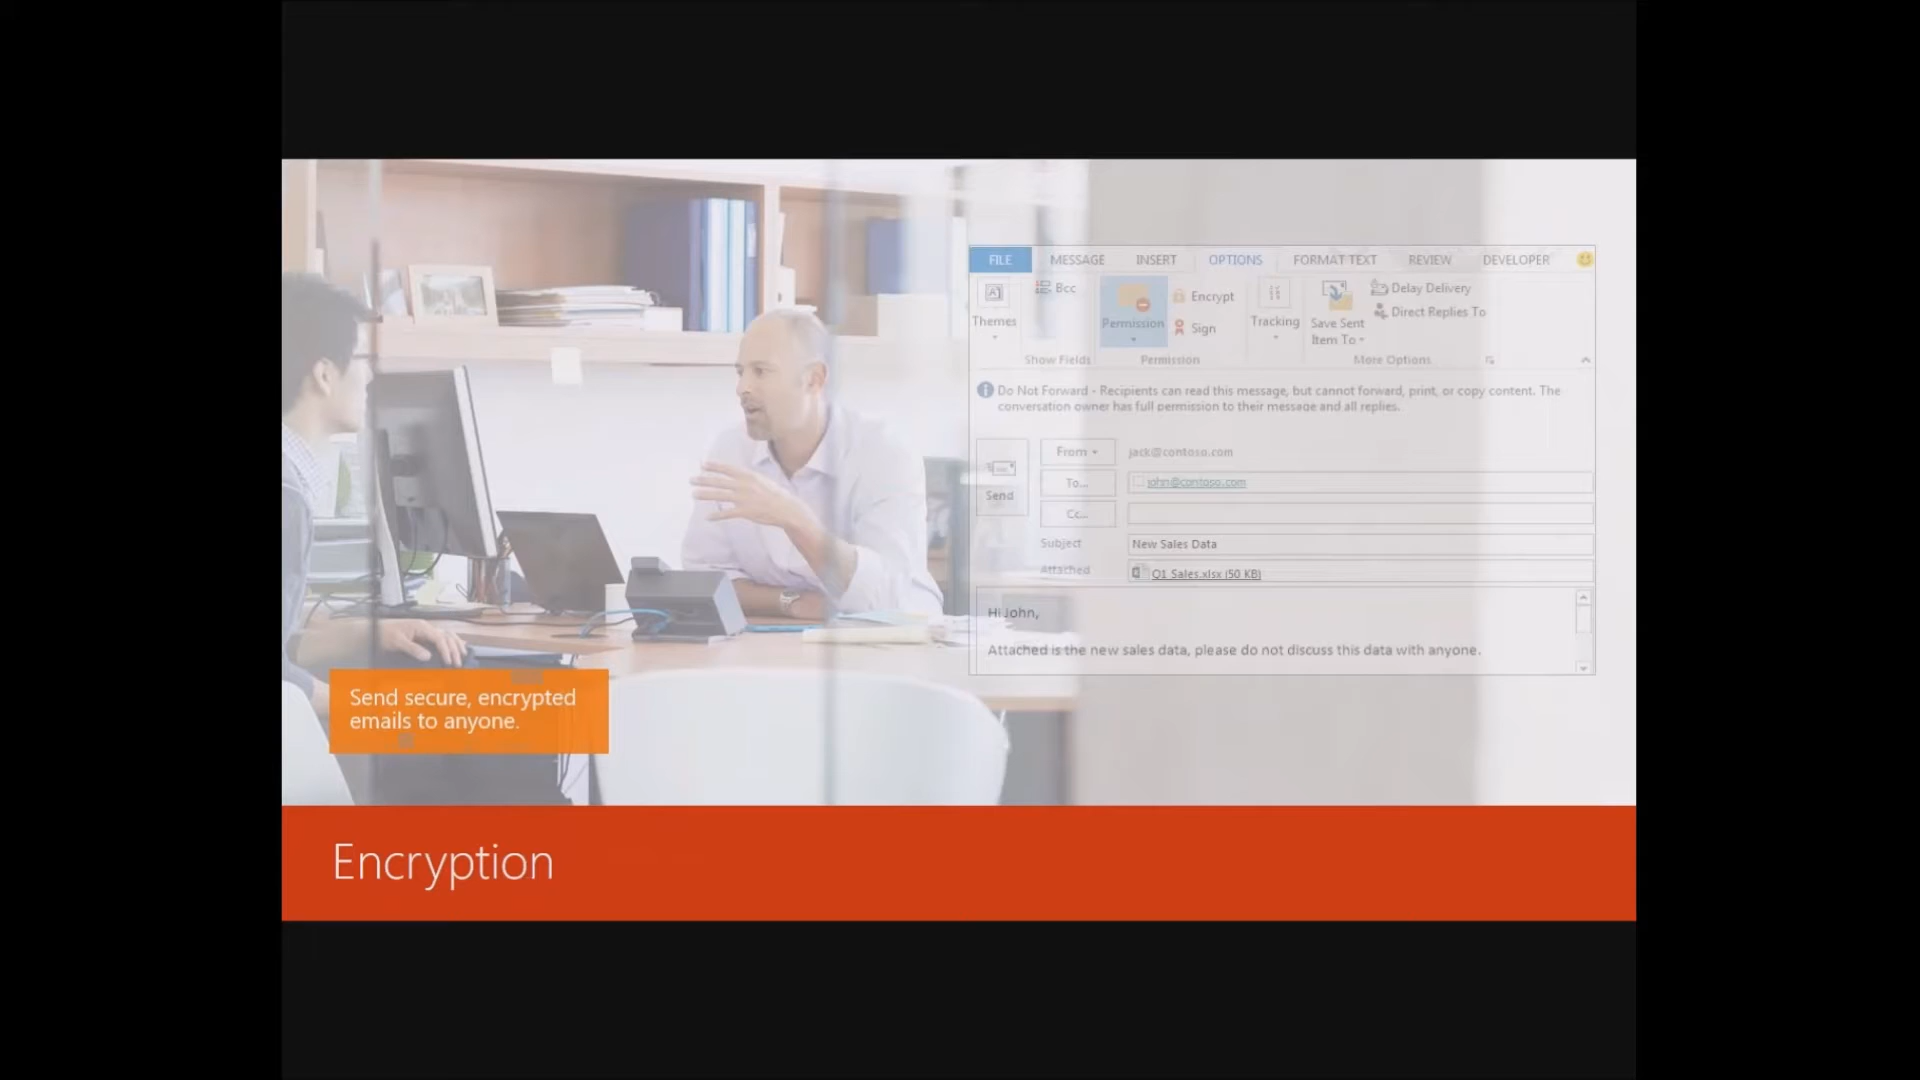 FILE MESSAGE INSERT OPTIONS FORMAT TEXT REVIEW DEVELOPER
Themes
Bcc
Show Fields
Permission
Encrypt
Sign
Permission
Tracking
Save Sent
Item To
Delay Delivery
Direct Replies To
More Options
Do Not Forward - Recipients can read this message, but cannot forward, print, or copy content. The
conversation owner has full permission to their message and all replies.
Send
From jack@contoso.com
To... john@contoso.com
Cc...
Subject New Sales Data
Attached Q1 Sales.xlsx (50 KB)
Hi John,
Attached is the new sales data, please do not discuss this data with anyone.
Send secure, encrypted
emails to anyone.
Encryption